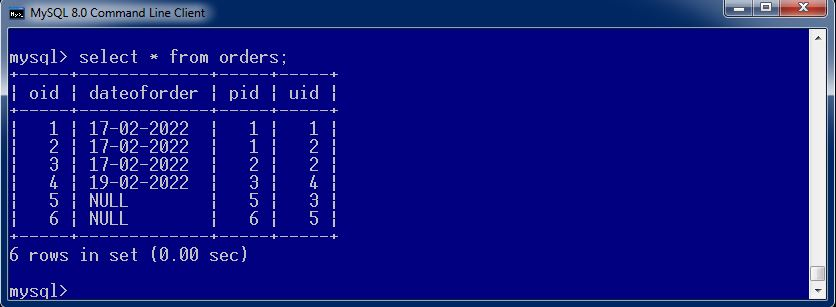 MySQL 8.0 Command Line Client
mysql> select * from orders;
+-----+-------------+-----+-----+
| oid | dateoforder | pid | uid |
+-----+-------------+-----+-----+
|   1 | 17-02-2022  |   1 |   1 |
|   2 | 17-02-2022  |   1 |   2 |
|   3 | 17-02-2022  |   2 |   2 |
|   4 | 19-02-2022  |   3 |   4 |
|   5 | NULL        |   5 |   3 |
|   6 | NULL        |   6 |   5 |
+-----+-------------+-----+-----+
6 rows in set (0.00 sec)
mysql>